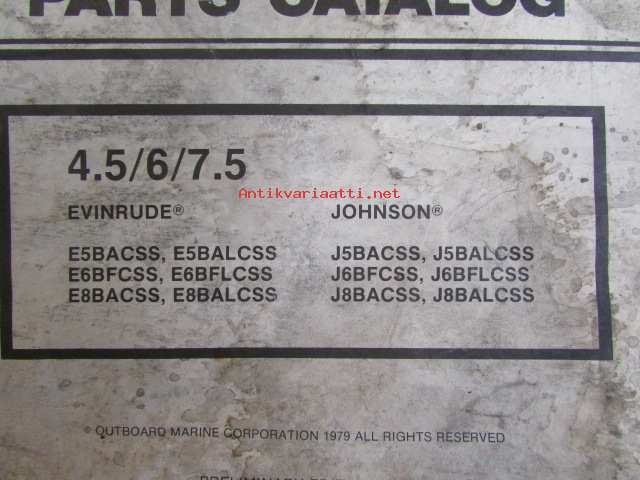 PARTS CATALOG
4.5/6/7.5
Antikvariaatti.net
EVINRUDE® JOHNSON®
E5BACSS, E5BALCSS J5BACSS, J5BALCSS
E6BFCSS, E6BFLCSS J6BFCSS, J6BFLCSS
E8BACSS, E8BALCSS J8BACSS, J8BALCSS
© OUTBOARD MARINE CORPORATION 1979 ALL RIGHTS RESERVED
PRELIMINARY